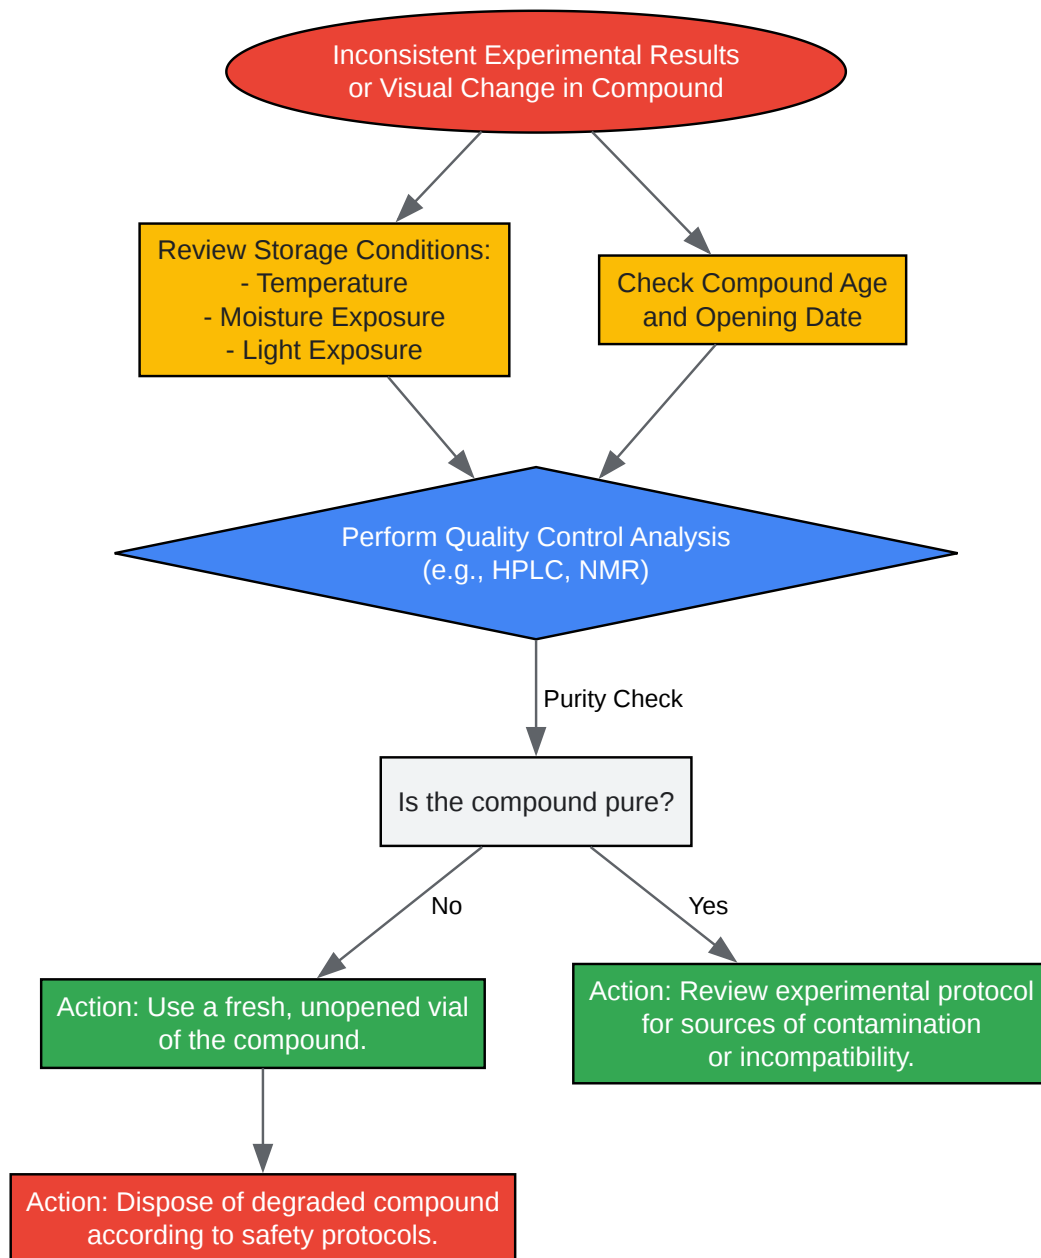 Inconsistent Experimental Results
or Visual Change in Compound
Review Storage Conditions:
- Temperature
- Moisture Exposure
- Light Exposure
Check Compound Age
and Opening Date
Perform Quality Control Analysis
(e.g., HPLC, NMR)
Purity Check
Is the compound pure?
No
Yes
Action: Use a fresh, unopened vial
of the compound.
Action: Review experimental protocol
for sources of contamination
or incompatibility.
Action: Dispose of degraded compound
according to safety protocols.